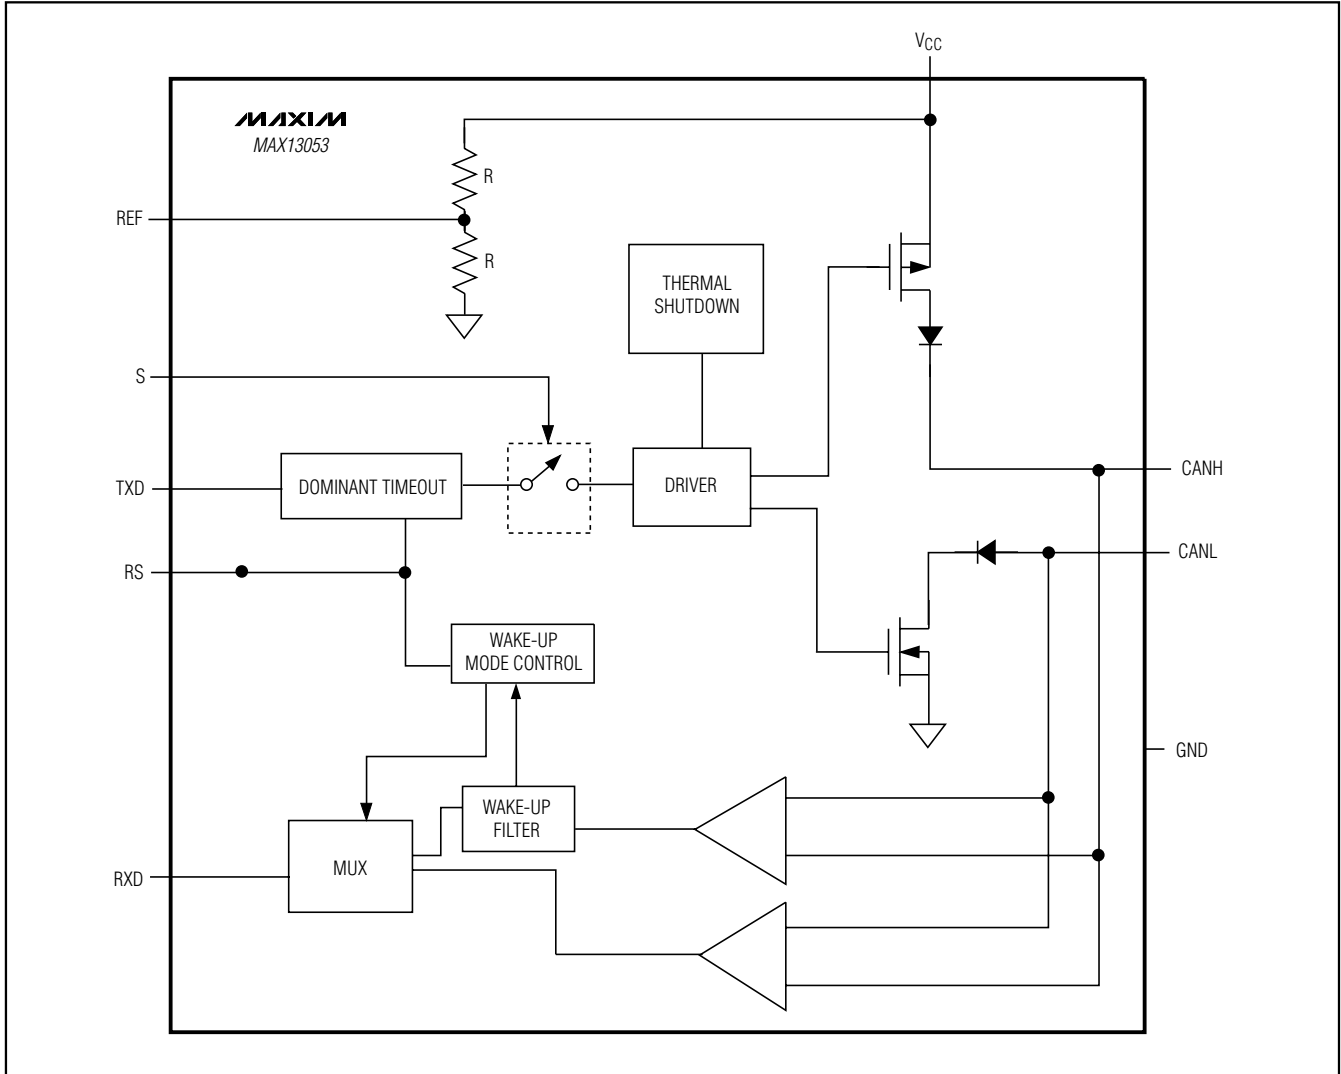 VCC
MAXIM
MAX13053
R
REF
R
THERMAL
SHUTDOWN
S
CANH
TXD
DOMINANT TIMEOUT
DRIVER
CANL
RS
WAKE-UP
MODE CONTROL
GND
WAKE-UP
FILTER
MUX
RXD